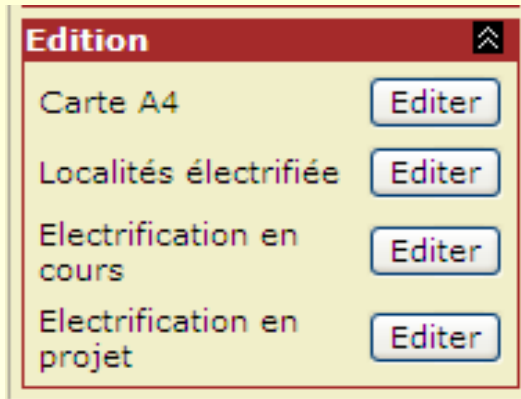 Edition
Carte A4 Editer
Localités électrifiée Editer
Electrification en
cours Editer
Electrification en
projet Editer